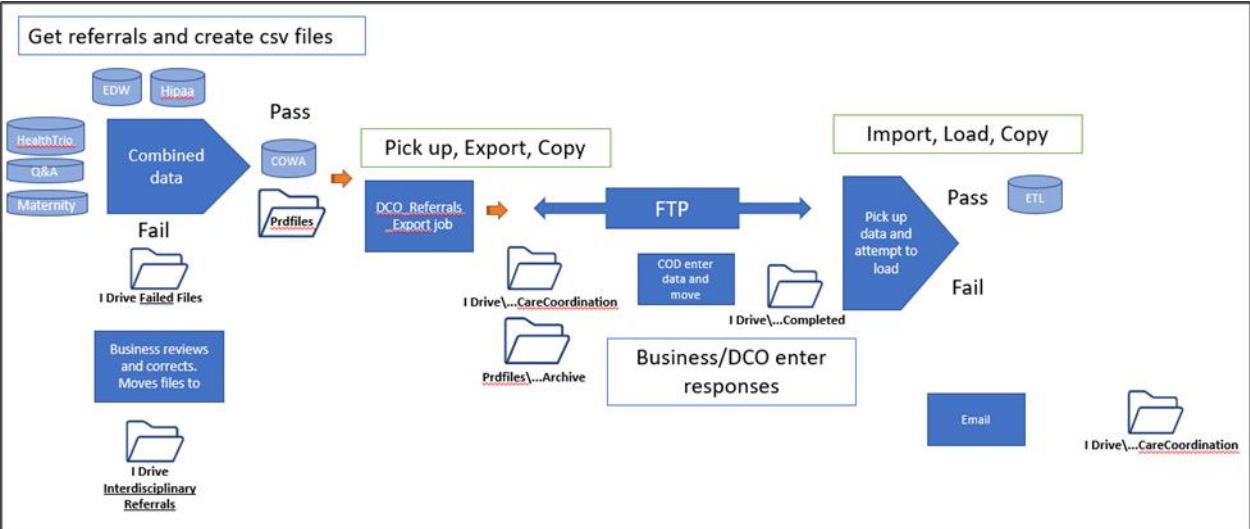 Get referrals and create csv files
EDW
Hipaa
HealthTrio
Q&A
Maternity
Combined
data
Pass
COWA
Prdfiles
Fail
I Drive Failed Files
Business reviews
and corrects.
Moves files to
I Drive
Interdisciplinary
Referrals
Pick up, Export, Copy
DCO_Referrals
Export job
FTP
I Drive\...CareCoordination
Prdfiles\...Archive
COD enter
data and
move
I Drive\...Completed
Business/DCO enter
responses
Import, Load, Copy
Pick up
data and
attempt to
load
Pass
ETL
Fail
Email
I Drive\...CareCoordination